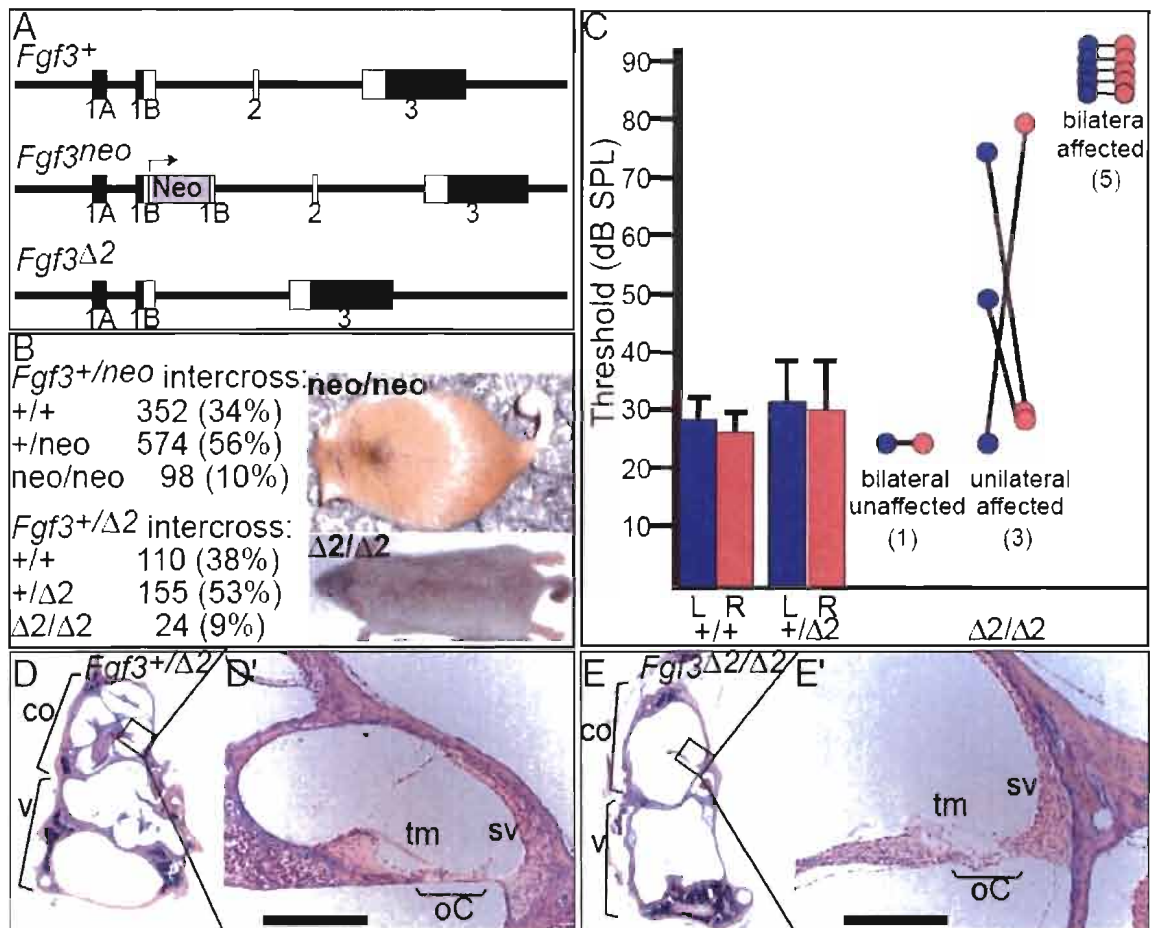 A
Fgf3+
1A 1B 2 3
Fgf3neo
Neo
1A 1B 1B 2 3
Fgf3Δ2
1A 1B 3
B
Fgf3+/neo intercross:
+/+ 352 (34%)
+/neo 574 (56%)
neo/neo 98 (10%)
Fgf3+/Δ2 intercross:
+/+ 110 (38%)
+/Δ2 155 (53%)
Δ2/Δ2 24 (9%)
neo/neo
Δ2/Δ2
C
Threshold (dB SPL)
90
80
70
60
50
40
30
20
10
bilatera
affected
(5)
bilateral
unaffected
(1)
unilateral
affected
(3)
L R L R
+/+ +/Δ2 Δ2/Δ2
D
Fgf3+/Δ2
co
v
D'
tm
sv
oC
E
Fgf3Δ2/Δ2
co
v
E'
tm
sv
oC